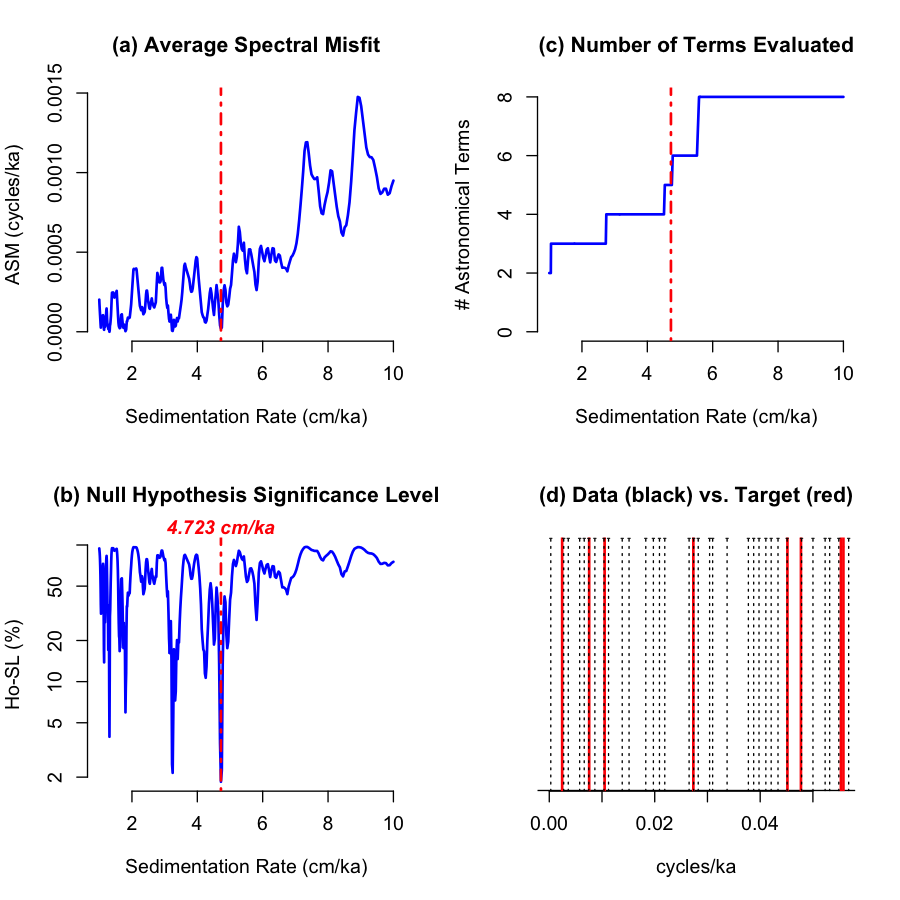 (a) Average Spectral Misfit
ASM (cycles/ka)
0.0000 0.0005 0.0010 0.0015
2 4 6 8 10
Sedimentation Rate (cm/ka)
(c) Number of Terms Evaluated
# Astronomical Terms
0 2 4 6 8
2 4 6 8 10
Sedimentation Rate (cm/ka)
(b) Null Hypothesis Significance Level
4.723 cm/ka
Ho-SL (%)
2 5 10 20 50
2 4 6 8 10
Sedimentation Rate (cm/ka)
(d) Data (black) vs. Target (red)
0.00 0.02 0.04
cycles/ka